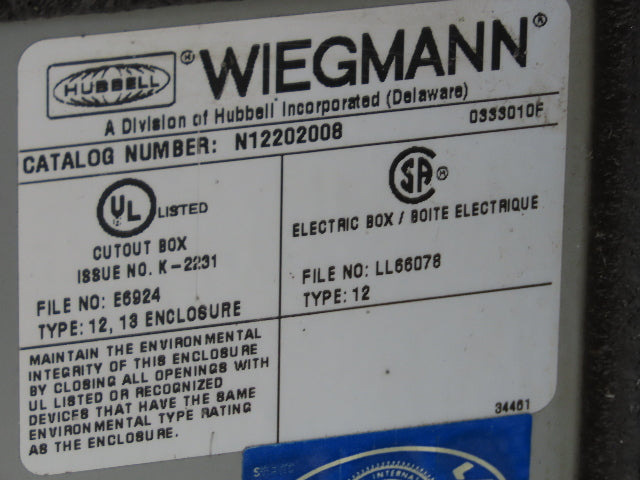 HUBBELL ® WIEGMANN®
A Division of Hubbell Incorporated (Delaware)
0333010F
CATALOG NUMBER: N12202008
UL LISTED
CUTOUT BOX
ISSUE NO. K-2231
FILE NO: E6924
TYPE: 12, 13 ENCLOSURE
SA ®
ELECTRIC BOX / BOITE ELECTRIQUE
FILE NO: LL66078
TYPE: 12
MAINTAIN THE ENVIRONMENTAL
INTEGRITY OF THIS ENCLOSURE
BY CLOSING ALL OPENINGS WITH
UL LISTED OR RECOGNIZED
DEVICES THAT HAVE THE SAME
ENVIRONMENTAL TYPE RATING
AS THE ENCLOSURE.
34461